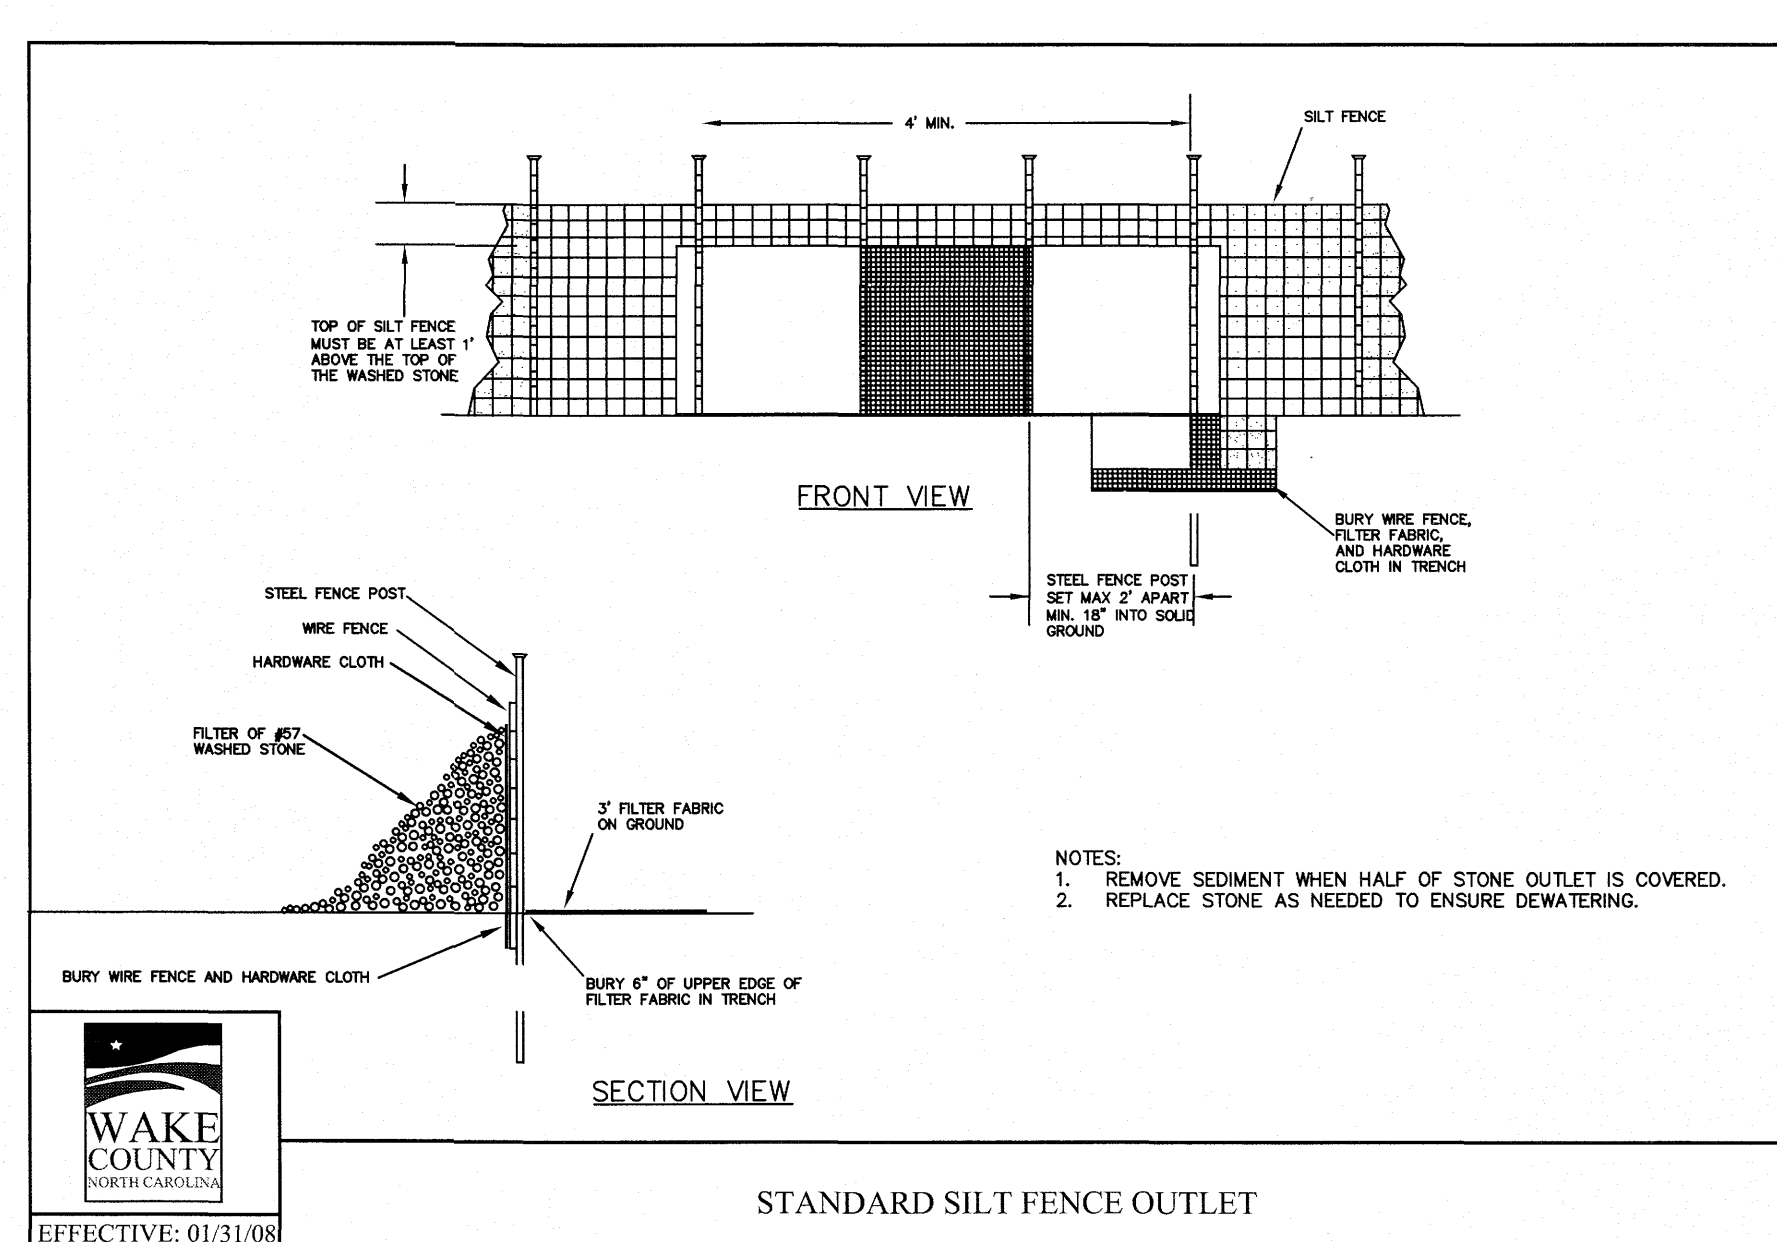 4' MIN.
SILT FENCE
TOP OF SILT FENCE
MUST BE AT LEAST 1'
ABOVE THE TOP OF
THE WASHED STONE
FRONT VIEW
BURY WIRE FENCE,
FILTER FABRIC,
AND HARDWARE
CLOTH IN TRENCH
STEEL FENCE POST
SET MAX 2' APART
MIN. 18" INTO SOLID
GROUND
STEEL FENCE POST
WIRE FENCE
HARDWARE CLOTH
FILTER OF #57
WASHED STONE
3' FILTER FABRIC
ON GROUND
NOTES:
1. REMOVE SEDIMENT WHEN HALF OF STONE OUTLET IS COVERED.
2. REPLACE STONE AS NEEDED TO ENSURE DEWATERING.
BURY WIRE FENCE AND HARDWARE CLOTH
BURY 6" OF UPPER EDGE OF
FILTER FABRIC IN TRENCH
SECTION VIEW
WAKE
COUNTY
NORTH CAROLINA
STANDARD SILT FENCE OUTLET
EFFECTIVE: 01/31/08